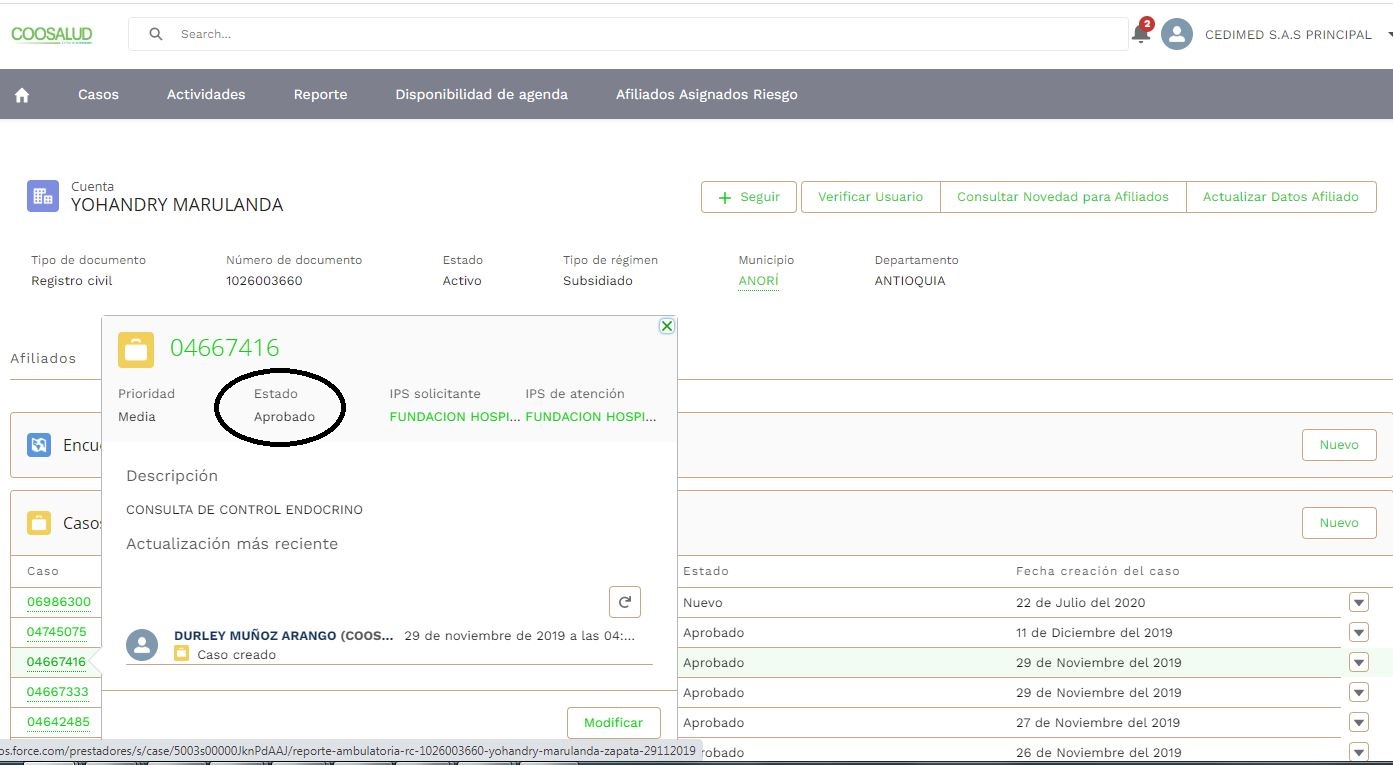 COOSALUD
Search...
2
CEDIMED S.A.S PRINCIPAL
Casos
Actividades
Reporte
Disponibilidad de agenda
Afiliados Asignados Riesgo
Cuenta
YOHANDRY MARULANDA
Seguir
Verificar Usuario
Consultar Novedad para Afiliados
Actualizar Datos Afiliado
Tipo de documento
Número de documento
Estado
Tipo de régimen
Municipio
Departamento
Registro civil
1026003660
Activo
Subsidiado
ANORÍ
ANTIOQUIA
Afiliados
04667416
Prioridad
Estado
IPS solicitante
IPS de atención
Media
Aprobado
FUNDACION HOSPI...
FUNDACION HOSPI...
Encu
Nuevo
Descripción
CONSULTA DE CONTROL ENDOCRINO
Casos
Nuevo
Actualización más reciente
Caso
Estado
Fecha creación del caso
06986300
Nuevo
22 de Julio del 2020
04745075
Aprobado
11 de Diciembre del 2019
DURLEY MUÑOZ ARANGO (COOS...
29 de noviembre de 2019 a las 04:...
Caso creado
04667416
Aprobado
29 de Noviembre del 2019
04667333
Aprobado
29 de Noviembre del 2019
04642485
Aprobado
27 de Noviembre del 2019
Modificar
os.force.com/prestadores/s/case/5003s00000JknPdAAJ/reporte-ambulatoria-rc-1026003660-yohandry-marulanda-zapata-29112019
robado
26 de Noviembre del 2019